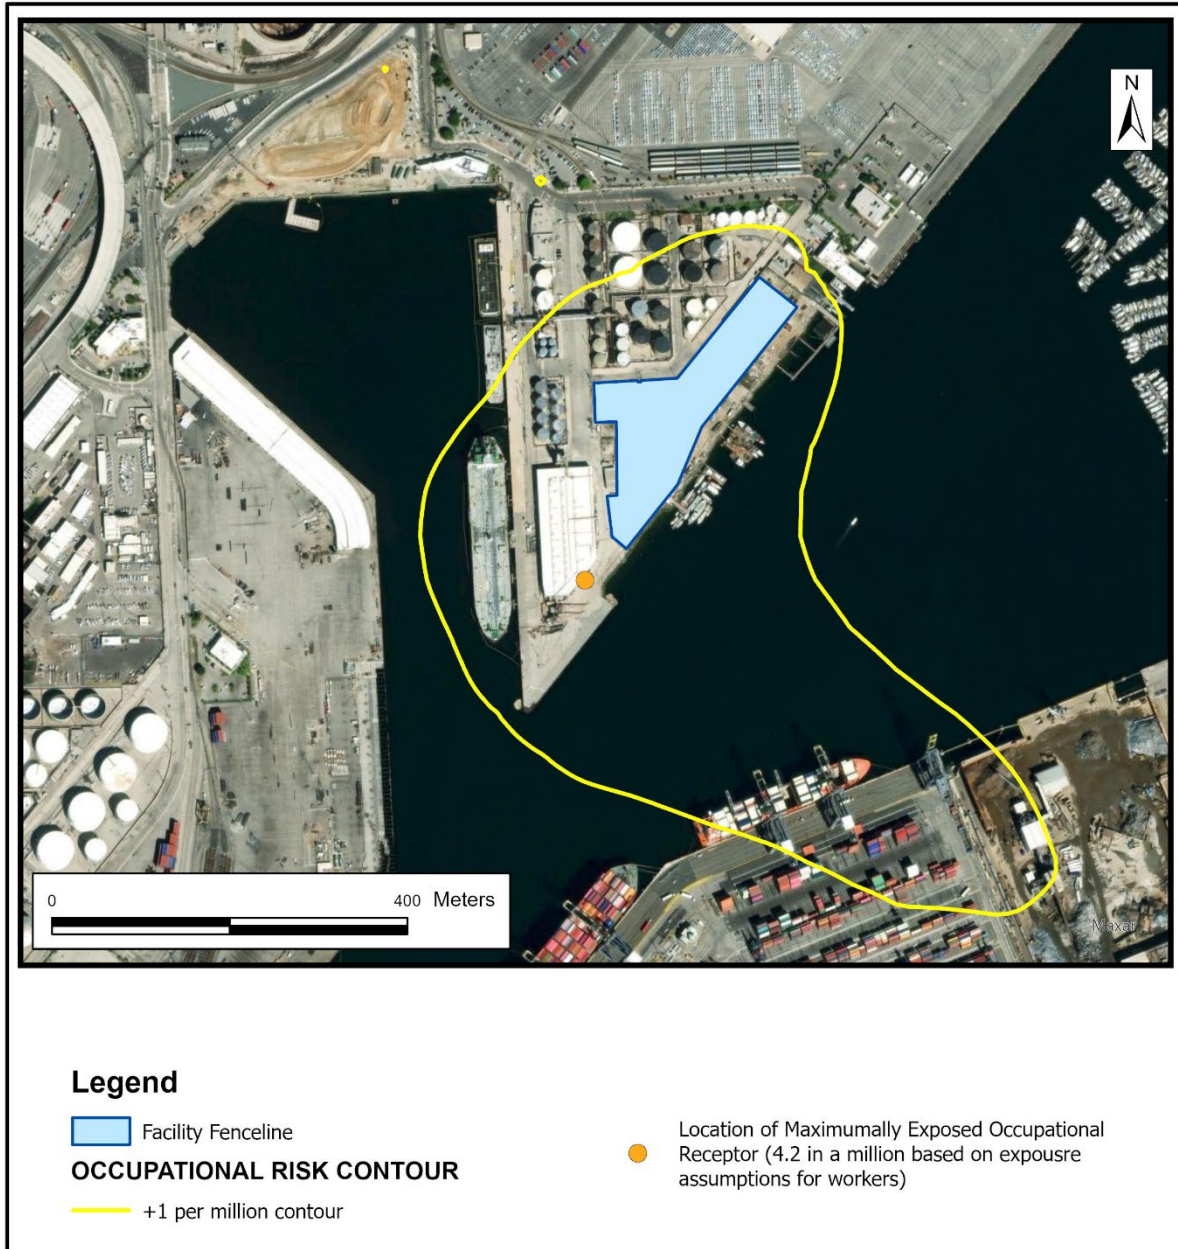 N
0 400 Meters
Maxar
Legend
Facility Fenceline
OCCUPATIONAL RISK CONTOUR
+1 per million contour
Location of Maximumally Exposed Occupational
Receptor (4.2 in a million based on expousre
assumptions for workers)